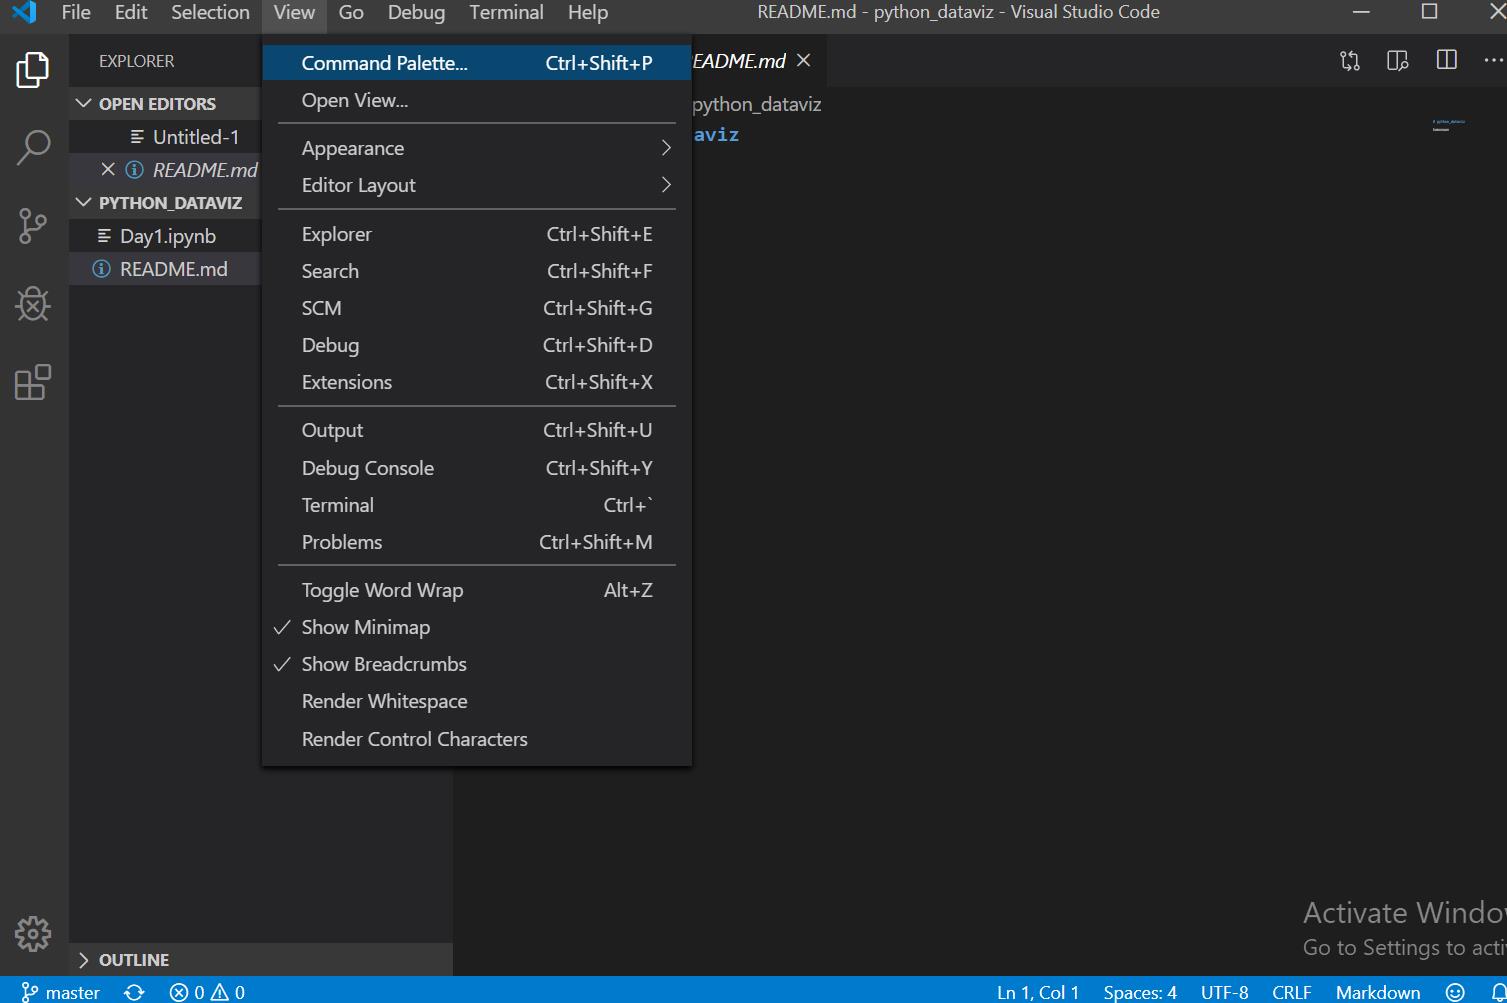 File Edit Selection View Go Debug Terminal Help README.md - python_dataviz - Visual Studio Code
EXPLORER
OPEN EDITORS
Untitled-1
README.md
PYTHON_DATAVIZ
Day1.ipynb
README.md
OUTLINE
Command Palette... Ctrl+Shift+P
Open View...
Appearance
Editor Layout
Explorer Ctrl+Shift+E
Search Ctrl+Shift+F
SCM Ctrl+Shift+G
Debug Ctrl+Shift+D
Extensions Ctrl+Shift+X
Output Ctrl+Shift+U
Debug Console Ctrl+Shift+Y
Terminal Ctrl+`
Problems Ctrl+Shift+M
Toggle Word Wrap Alt+Z
Show Minimap
Show Breadcrumbs
Render Whitespace
Render Control Characters
EADME.md
python_dataviz
aviz
# python_dataviz
Activate Windo
Go to Settings to acti
master 0 0 Ln 1, Col 1 Spaces: 4 UTF-8 CRLF Markdown